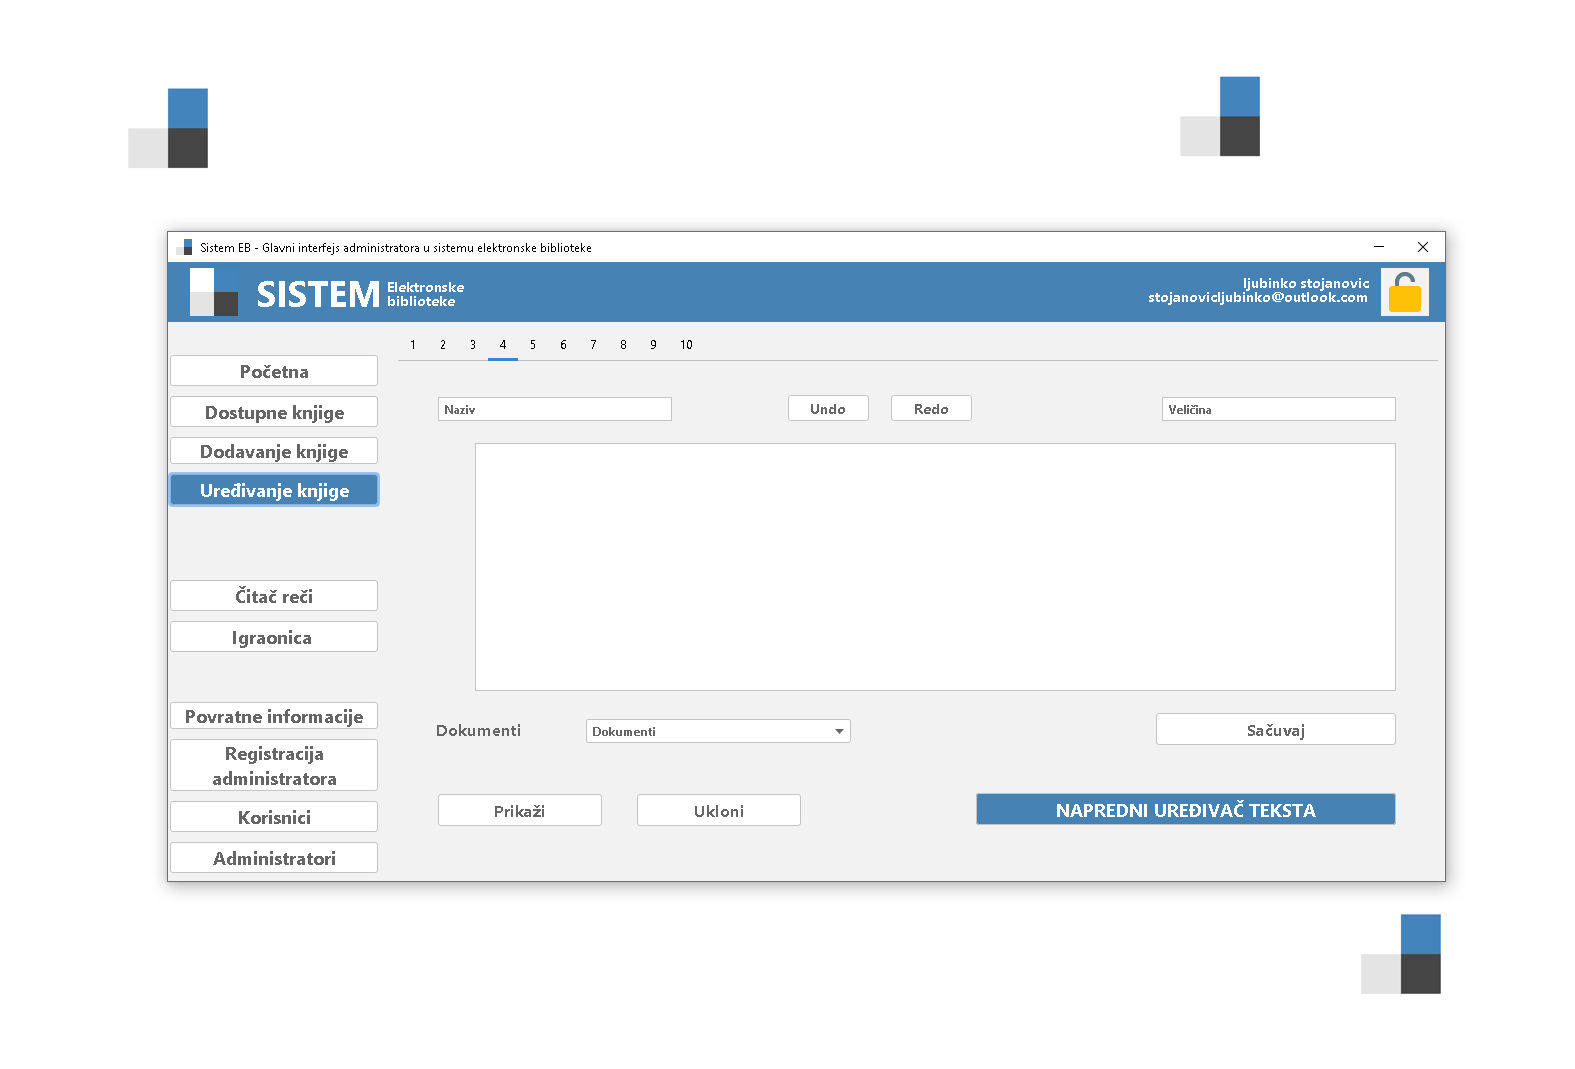 Sistem EB - Glavni interfejs administratora u sistemu elektronske biblioteke
SISTEM
Elektronske
biblioteke
ljubinko stojanovic
stojanovicljubinko@outlook.com
1 2 3 4 5 6 7 8 9 10
Početna
Dostupne knjige
Dodavanje knjige
Uređivanje knjige
Čitač reči
Igraonica
Povratne informacije
Registracija
administratora
Korisnici
Administratori
Naziv
Undo
Redo
Veličina
Dokumenti
Dokumenti
Sačuvaj
Prikaži
Ukloni
NAPREDNI UREĐIVAČ TEKSTA